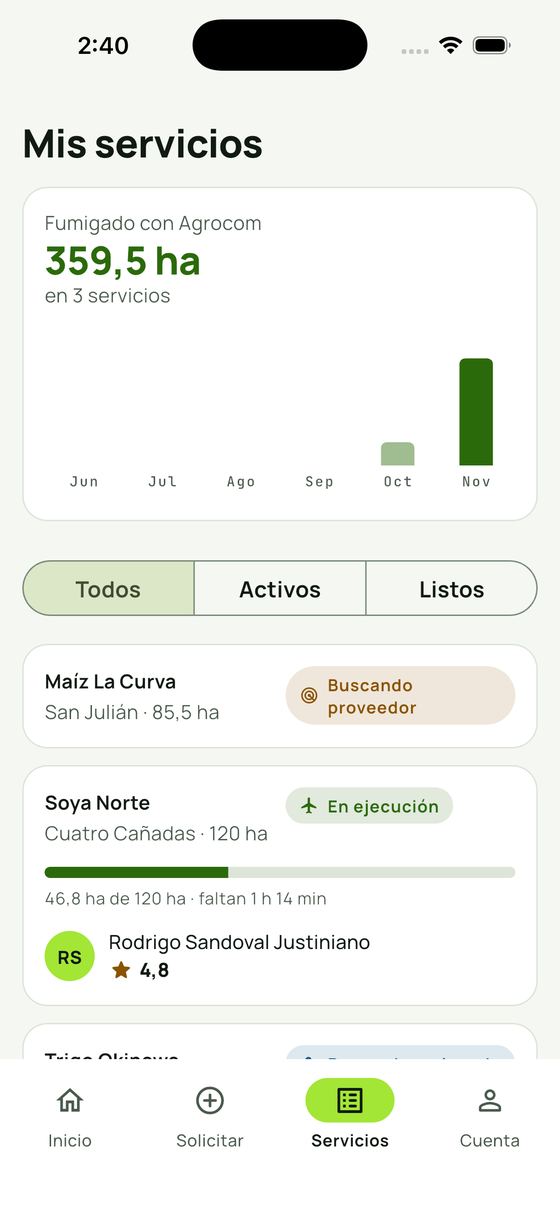 2:40
Mis servicios
Fumigado con Agrocom
359,5 ha
en 3 servicios
Jun Jul Ago Sep Oct Nov
Todos Activos Listos
Maíz La Curva
San Julián · 85,5 ha
Buscando
proveedor
Soya Norte
En ejecución
Cuatro Cañadas · 120 ha
46,8 ha de 120 ha · faltan 1 h 14 min
RS
Rodrigo Sandoval Justiniano
4,8
Trigo Okinawa
Inicio Solicitar Servicios Cuenta